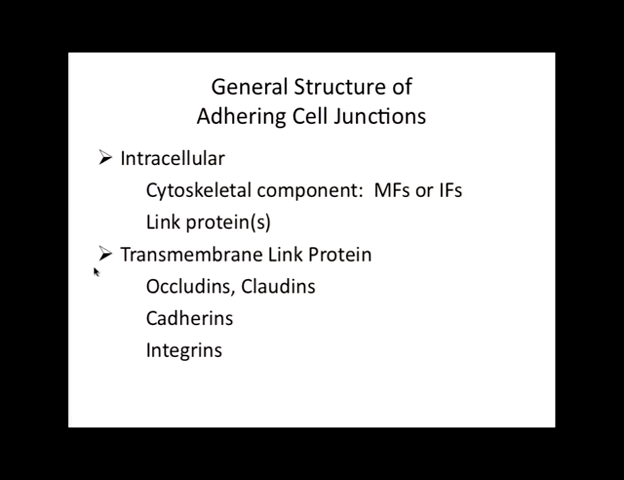 General Structure of
Adhering Cell Junctions
Intracellular
Cytoskeletal component:  MFs or IFs
Link protein(s)
Transmembrane Link Protein
Occludins, Claudins
Cadherins
Integrins